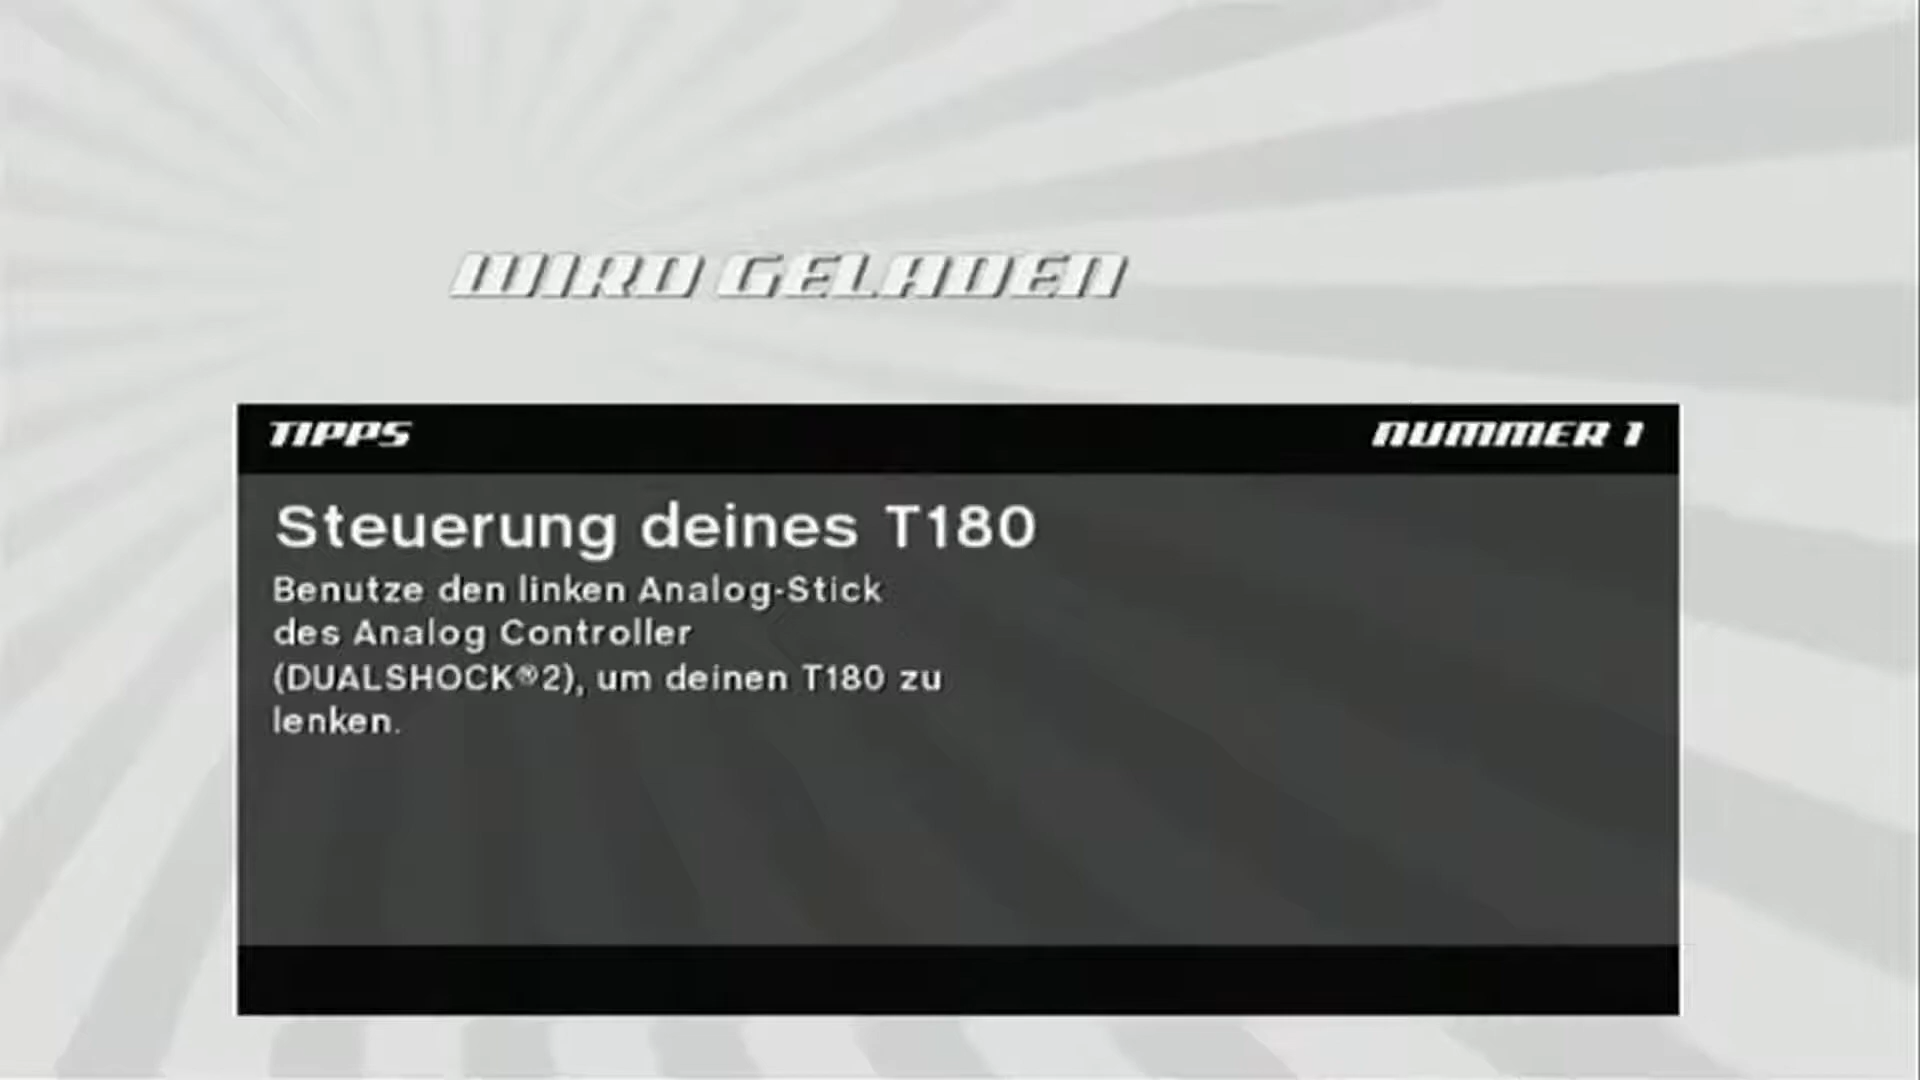 WIRD GELADEN
TIPPS
NUMMER 1
Steuerung deines T180
Benutze den linken Analog-Stick
des Analog Controller
(DUALSHOCK®2), um deinen T180 zu
lenken.